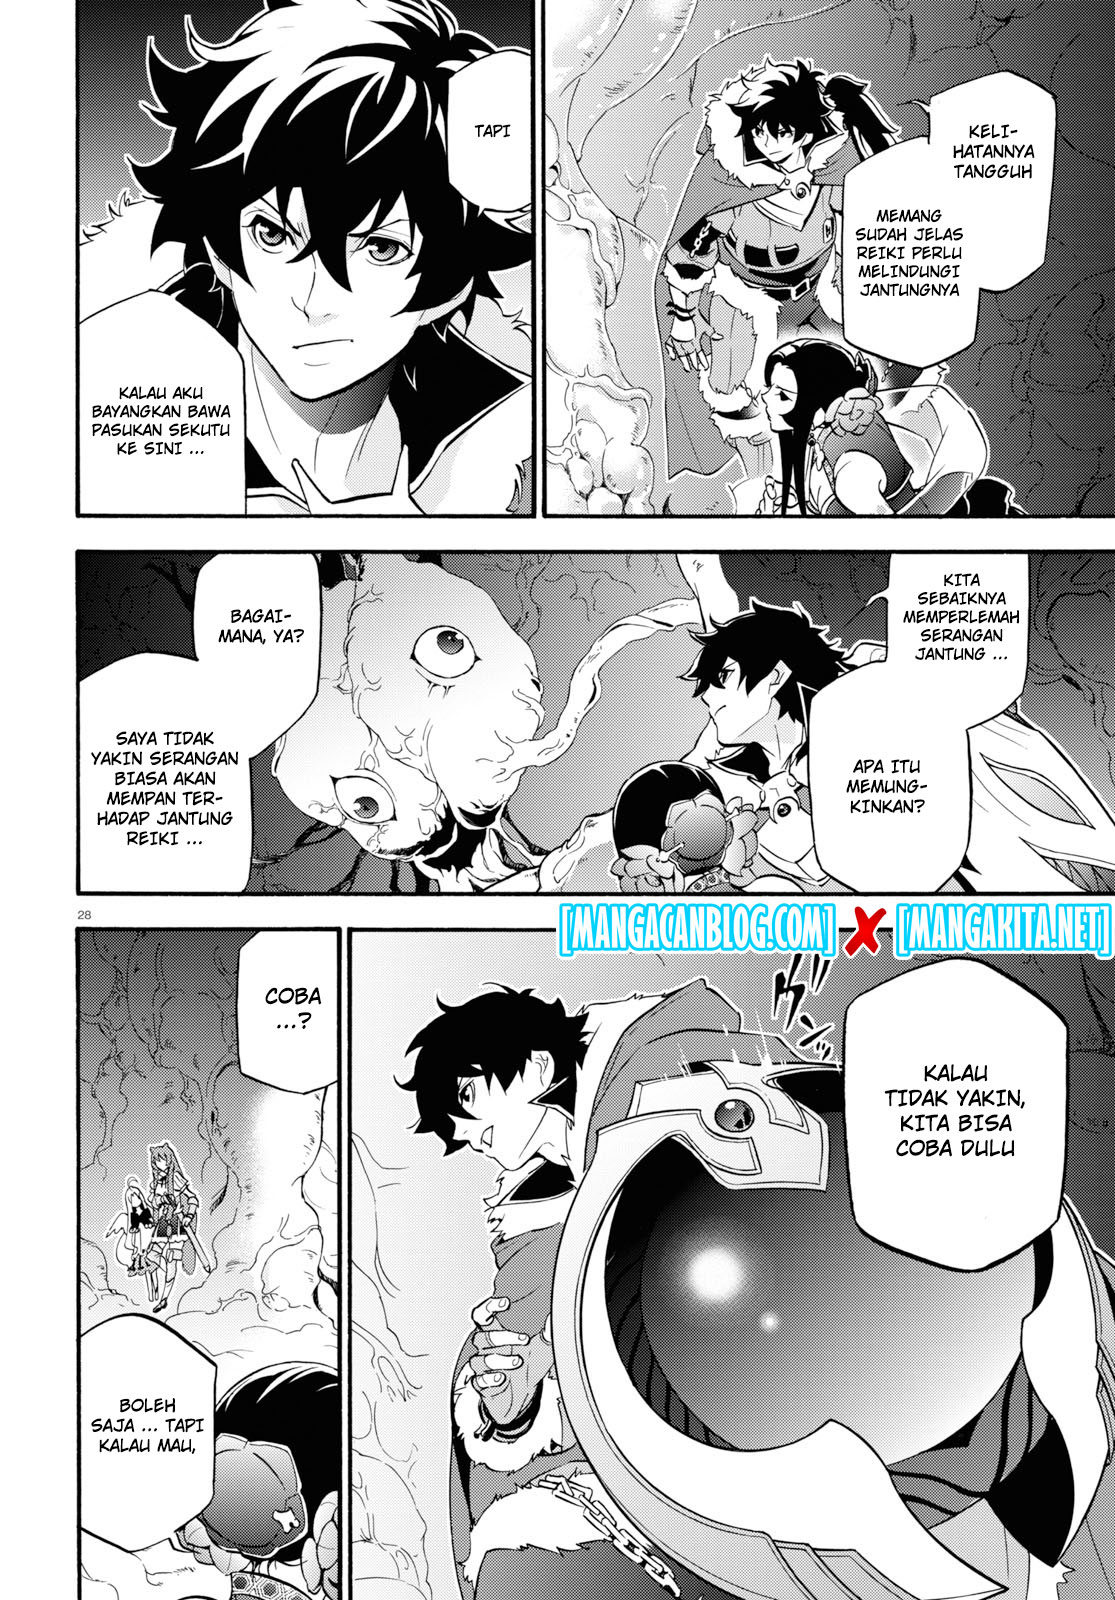 KELI-
HATANNYA
TANGGUH
MEMANG
SUDAH JELAS
REIKI PERLU
MELINDUNGI
JANTUNGNYA
TAPI
KALAU AKU
BAYANGKAN BAWA
PASUKAN SEKUTU
KE SINI ...
KITA
SEBAIKNYA
MEMPERLEMAH
SERANGAN
JANTUNG ...
APA ITU
MEMUNG-
KINKAN?
BAGAI-
MANA, YA?
SAYA TIDAK
YAKIN SERANGAN
BIASA AKAN
MEMPAN TER-
HADAP JANTUNG
REIKI ...
28
[MANGACANBLOG.COM] X [MANGAKITA.NET]
KALAU
TIDAK YAKIN,
KITA BISA
COBA DULU
COBA
...?
BOLEH
SAJA ... TAPI
KALAU MAU,